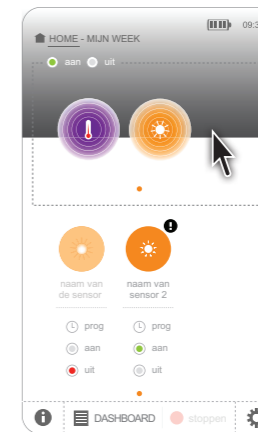 09:3
HOME - MIJN WEEK
aan uit
!
naam van
de sensor
naam van
sensor 2
prog
aan
uit
prog
aan
uit
DASHBOARD
stoppen